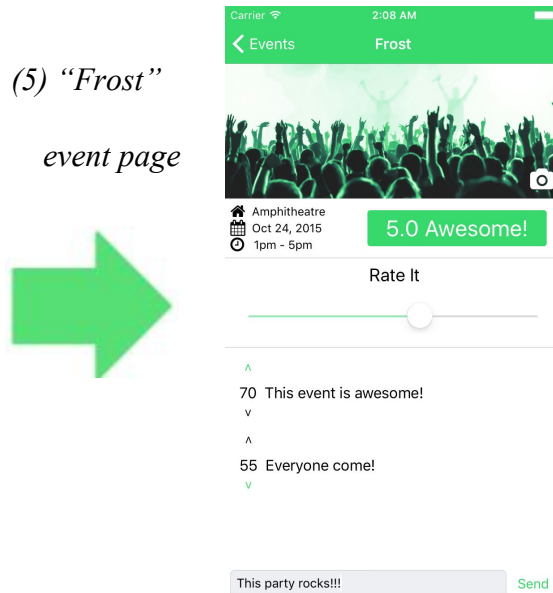 (5) “Frost”
event page
Carrier 2:08 AM
Events Frost
Amphitheatre
Oct 24, 2015
1pm - 5pm
5.0 Awesome!
Rate It
70 This event is awesome!
55 Everyone come!
This party rocks!!! Send